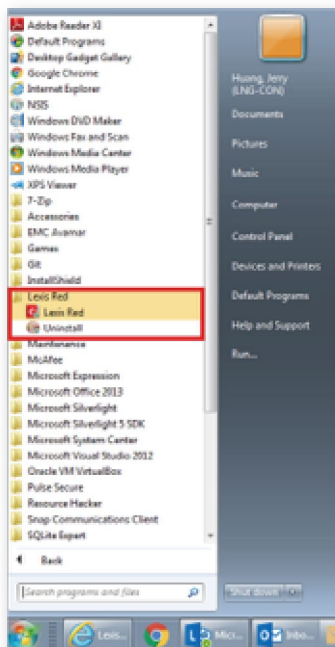 Adobe Reader XI
Default Programs
Desktop Gadget Gallery
Google Chrome
Internet Explorer
NSIS
Windows DVD Maker
Windows Fax and Scan
Windows Media Center
Windows Media Player
XPS Viewer
7-Zip
Accessories
EMC Avamar
Games
Git
InstallShield
Lexis Red
Lexis Red
Uninstall
Maintenance
McAfee
Microsoft Expression
Microsoft Office 2013
Microsoft Silverlight
Microsoft Silverlight 5 SDK
Microsoft System Center
Microsoft Visual Studio 2012
Oracle VM VirtualBox
Pulse Secure
Resource Hacker
Snap Communications Client
SQLite Expert
Back
Search programs and files
Huang, Jerry
(LNG-CON)
Documents
Pictures
Music
Computer
Control Panel
Devices and Printers
Default Programs
Help and Support
Run...
Shut down
Lexis...
Micr...
Inbo...